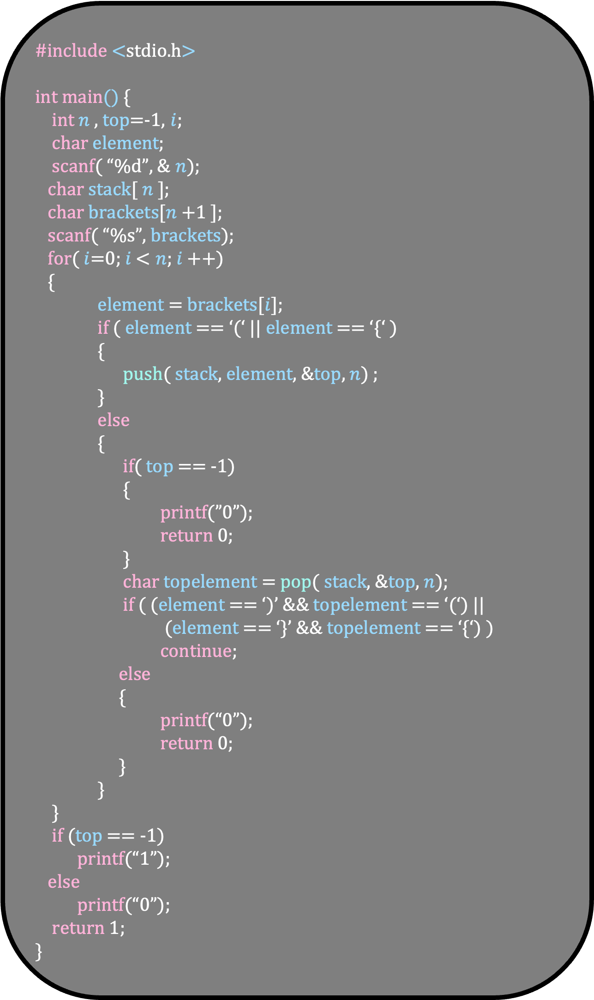 #include <stdio.h>
int main() {
int n , top=-1, i;
char element;
scanf( “%d”, & n);
char stack[ n ];
char brackets[n +1 ];
scanf( “%s”, brackets);
for( i=0; i < n; i ++)
{
element = brackets[i];
if ( element == ‘(‘ || element == ‘{‘ )
{
push( stack, element, &top, n) ;
}
else
{
if( top == -1)
{
printf(”0”);
return 0;
}
char topelement = pop( stack, &top, n);
if ( (element == ‘)’ && topelement == ‘(‘) ||
(element == ‘}’ && topelement == ‘{‘) )
continue;
else
{
printf(“0”);
return 0;
}
}
}
if (top == -1)
printf(“1”);
else
printf(“0”);
return 1;
}